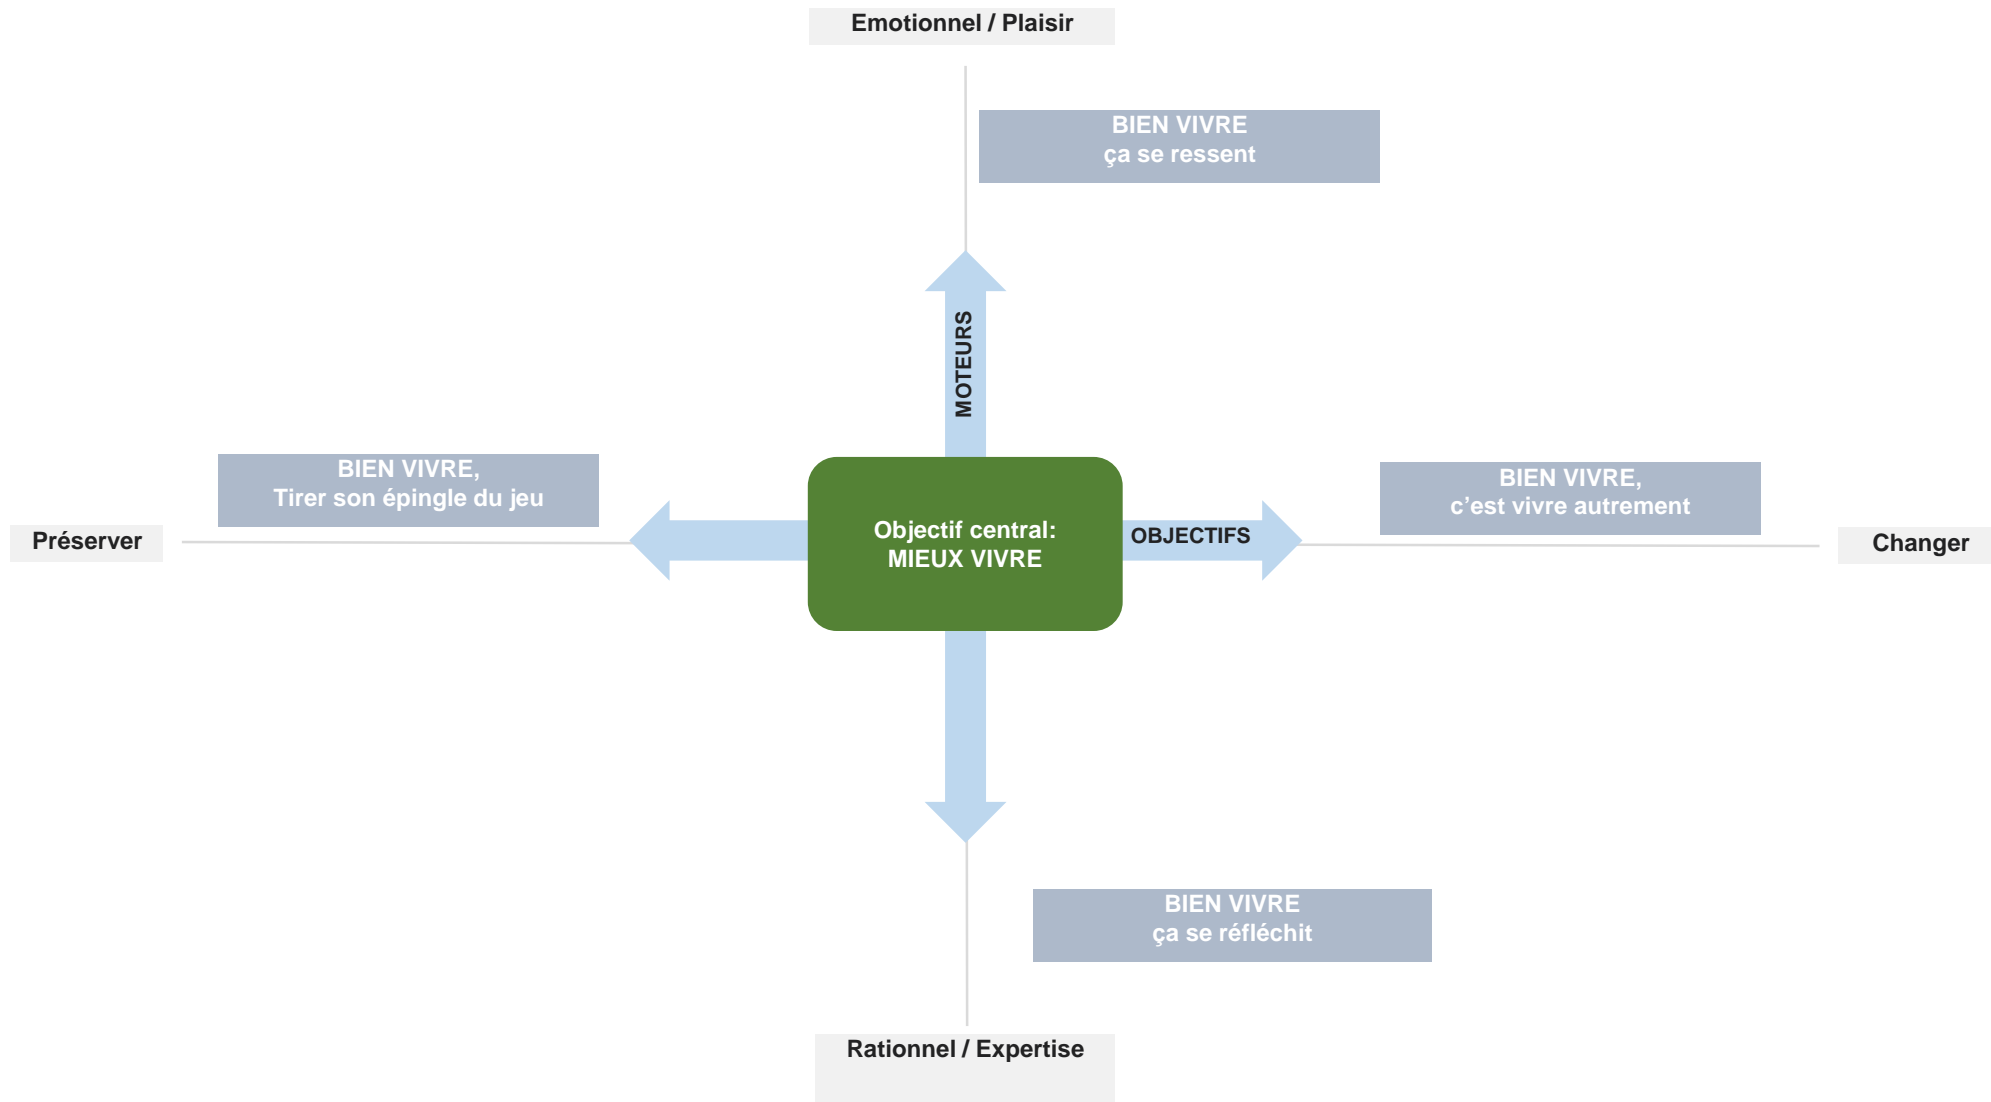 Emotionnel / Plaisir
BIEN VIVRE
ça se ressent
MOTEURS
BIEN VIVRE,
Tirer son épingle du jeu
BIEN VIVRE,
c’est vivre autrement
Préserver
Objectif central:
MIEUX VIVRE
OBJECTIFS
Changer
BIEN VIVRE
ça se réfléchit
Rationnel / Expertise